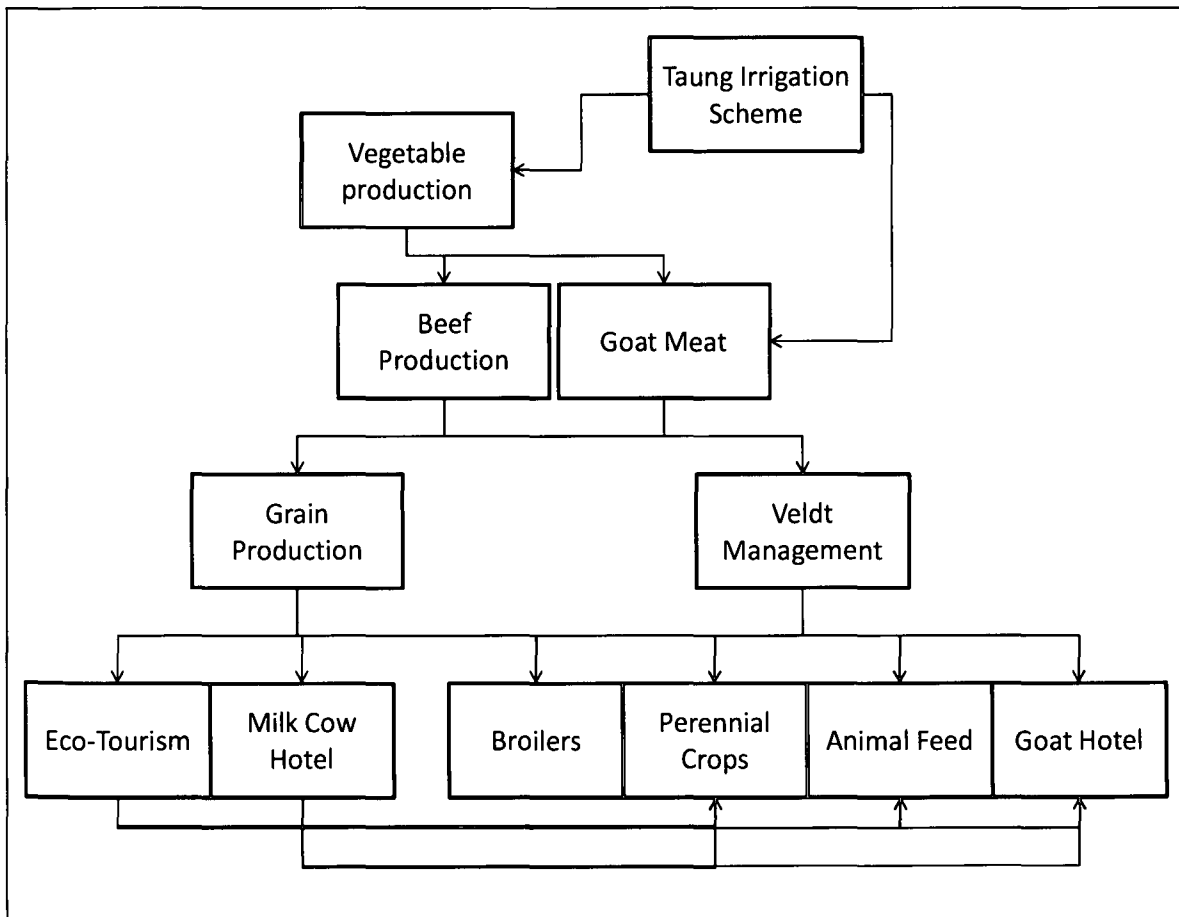 Taung Irrigation
Scheme
Vegetable
production
Beef
Production
Goat Meat
Grain
Production
Veldt
Management
Eco-Tourism
Milk Cow
Hotel
Broilers
Perennial
Crops
Animal Feed
Goat Hotel